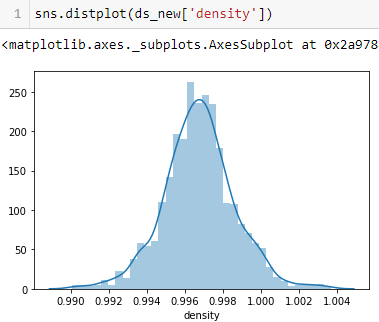 1 sns.distplot(ds_new['density'])
<matplotlib.axes._subplots.AxesSubplot at 0x2a978
250
200
150
100
50
0
0.990 0.992 0.994 0.996 0.998 1.000 1.002 1.004
density